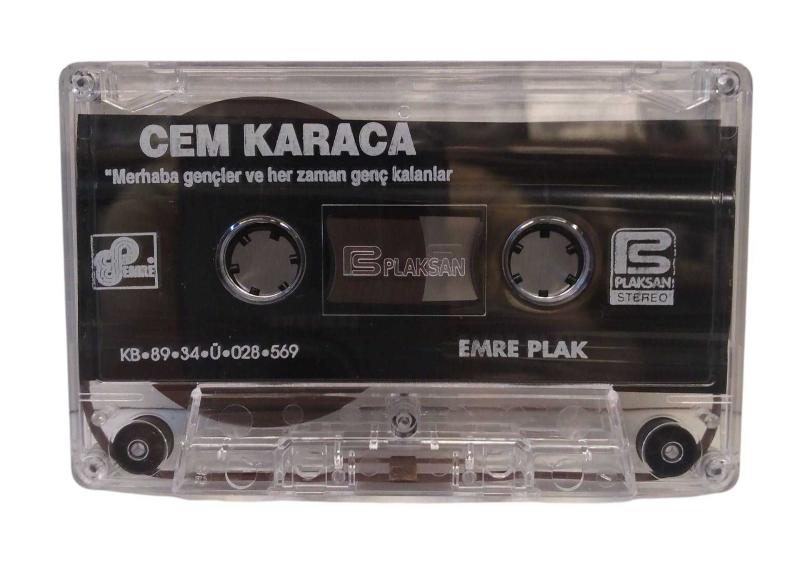 CEM KARACA
"Merhaba gençler ve her zaman genç kalanlar
EMRE
PLAKSAN
PLAKSAN
STEREO
KB•89•34•Ü•028•569
EMRE PLAK